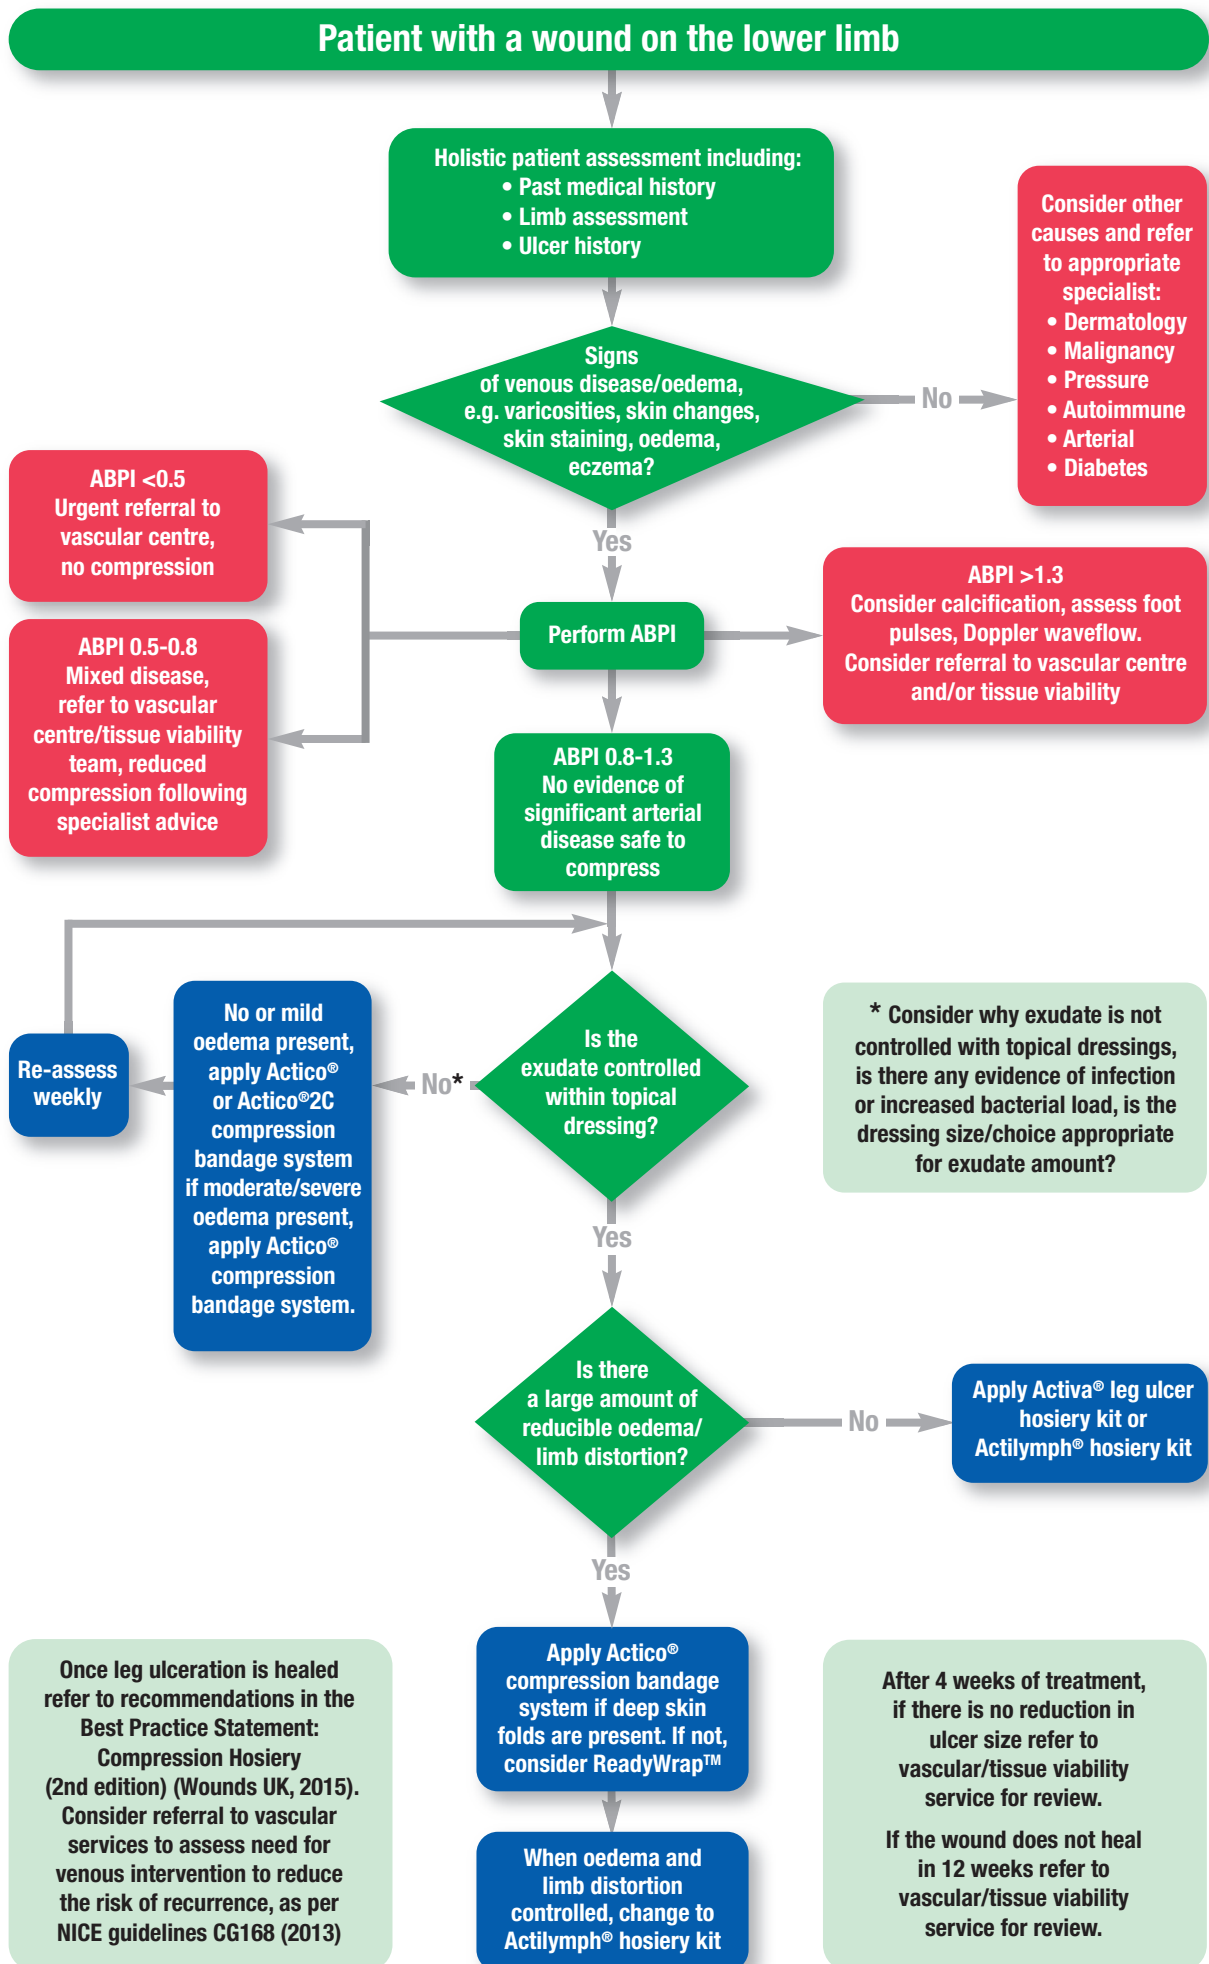 Patient with a wound on the lower limb
Holistic patient assessment including:
• Past medical history
• Limb assessment
• Ulcer history
Consider other
causes and refer
to appropriate
specialist:
• Dermatology
• Malignancy
• Pressure
• Autoimmune
• Arterial
• Diabetes
Signs
of venous disease/oedema,
e.g. varicosities, skin changes,
skin staining, oedema,
eczema?
No
Yes
ABPI <0.5
Urgent referral to
vascular centre,
no compression
ABPI 0.5-0.8
Mixed disease,
refer to vascular
centre/tissue viability
team, reduced
compression following
specialist advice
Perform ABPI
ABPI >1.3
Consider calcification, assess foot
pulses, Doppler waveflow.
Consider referral to vascular centre
and/or tissue viability
ABPI 0.8-1.3
No evidence of
significant arterial
disease safe to
compress
Re-assess
weekly
No or mild
oedema present,
apply Actico®
or Actico®2C
compression
bandage system
if moderate/severe
oedema present,
apply Actico®
compression
bandage system.
No*
Is the
exudate controlled
within topical
dressing?
* Consider why exudate is not
controlled with topical dressings,
is there any evidence of infection
or increased bacterial load, is the
dressing size/choice appropriate
for exudate amount?
Yes
Is there
a large amount of
reducible oedema/
limb distortion?
No
Apply Activa® leg ulcer
hosiery kit or
Actilymph® hosiery kit
Yes
Once leg ulceration is healed
refer to recommendations in the
Best Practice Statement:
Compression Hosiery
(2nd edition) (Wounds UK, 2015).
Consider referral to vascular
services to assess need for
venous intervention to reduce
the risk of recurrence, as per
NICE guidelines CG168 (2013)
Apply Actico®
compression bandage
system if deep skin
folds are present. If not,
consider ReadyWrap™
When oedema and
limb distortion
controlled, change to
Actilymph® hosiery kit
After 4 weeks of treatment,
if there is no reduction in
ulcer size refer to
vascular/tissue viability
service for review.
If the wound does not heal
in 12 weeks refer to
vascular/tissue viability
service for review.